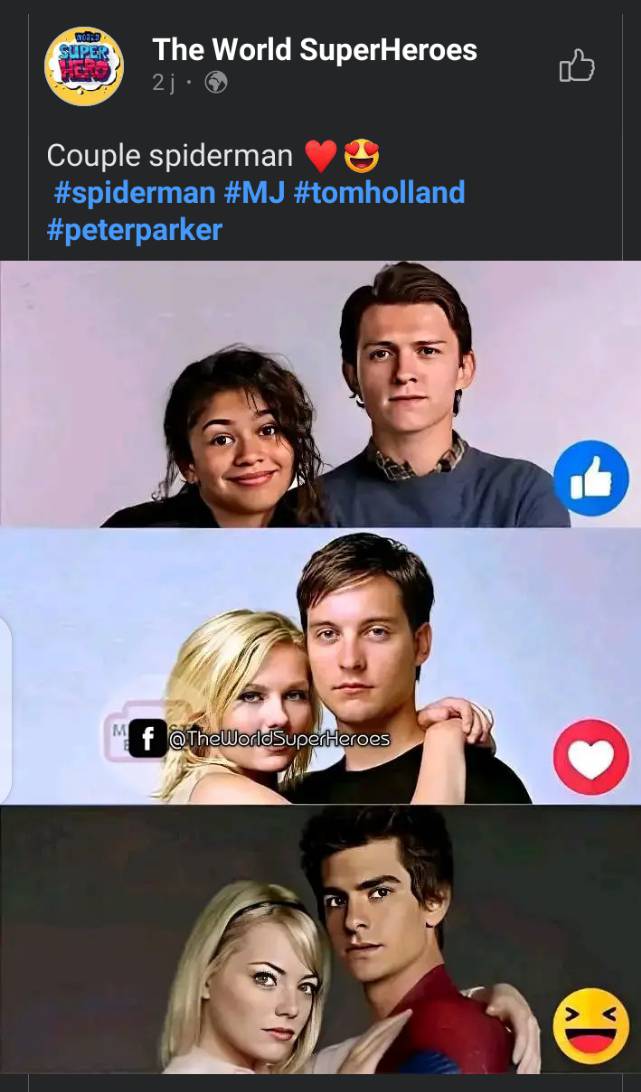 WORLD
SUPER
HERO
The World SuperHeroes
2 j ·
Couple spiderman ♥️😍
#spiderman #MJ #tomholland
#peterparker
f @TheWorldSuperHeroes